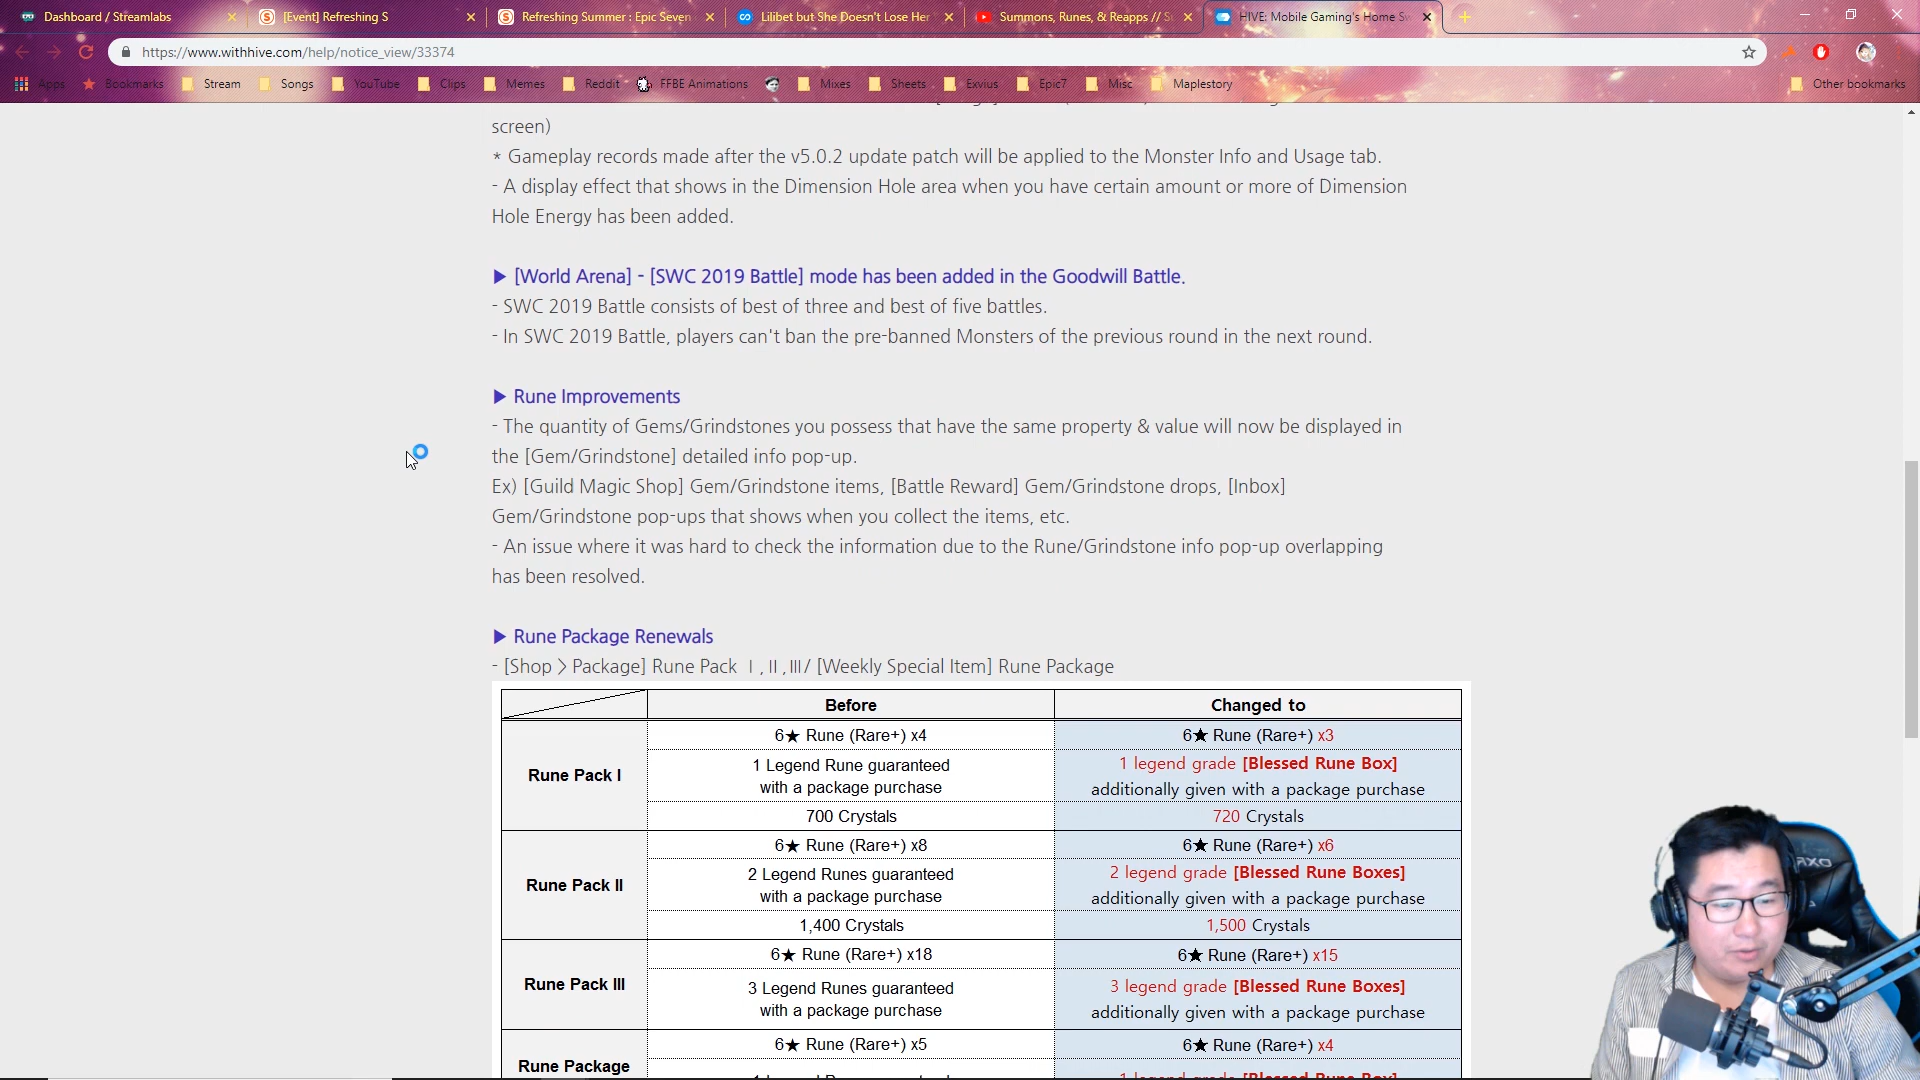 Dashboard / Streamlabs
[Event] Refreshing S
Refreshing Summer : Epic Seven
Lilibet but She Doesn't Lose Her
Summons, Runes, & Reapps // S
HIVE: Mobile Gaming's Home Sw
https://www.withhive.com/help/notice_view/33374
Apps
Bookmarks
Stream
Songs
YouTube
Clips
Memes
Reddit
FFBE Animations
Mixes
Sheets
Exvius
Epic7
Misc
Maplestory
Other bookmarks
screen)
* Gameplay records made after the v5.0.2 update patch will be applied to the Monster Info and Usage tab.
- A display effect that shows in the Dimension Hole area when you have certain amount or more of Dimension
Hole Energy has been added.
▶ [World Arena] - [SWC 2019 Battle] mode has been added in the Goodwill Battle.
- SWC 2019 Battle consists of best of three and best of five battles.
- In SWC 2019 Battle, players can't ban the pre-banned Monsters of the previous round in the next round.
▶ Rune Improvements
- The quantity of Gems/Grindstones you possess that have the same property & value will now be displayed in
the [Gem/Grindstone] detailed info pop-up.
Ex) [Guild Magic Shop] Gem/Grindstone items, [Battle Reward] Gem/Grindstone drops, [Inbox]
Gem/Grindstone pop-ups that shows when you collect the items, etc.
- An issue where it was hard to check the information due to the Rune/Grindstone info pop-up overlapping
has been resolved.
▶ Rune Package Renewals
- [Shop > Package] Rune Pack Ⅰ,Ⅱ,Ⅲ/ [Weekly Special Item] Rune Package
Before Changed to
Rune Pack I
6★ Rune (Rare+) x4
6★ Rune (Rare+) x3
1 Legend Rune guaranteed
with a package purchase
1 legend grade [Blessed Rune Box]
additionally given with a package purchase
700 Crystals
720 Crystals
Rune Pack II
6★ Rune (Rare+) x8
6★ Rune (Rare+) x6
2 Legend Runes guaranteed
with a package purchase
2 legend grade [Blessed Rune Boxes]
additionally given with a package purchase
1,400 Crystals
1,500 Crystals
Rune Pack III
6★ Rune (Rare+) x18
6★ Rune (Rare+) x15
3 Legend Runes guaranteed
with a package purchase
3 legend grade [Blessed Rune Boxes]
additionally given with a package purchase
Rune Package
6★ Rune (Rare+) x5
6★ Rune (Rare+) x4
1 legend grade [Blessed Rune Box]